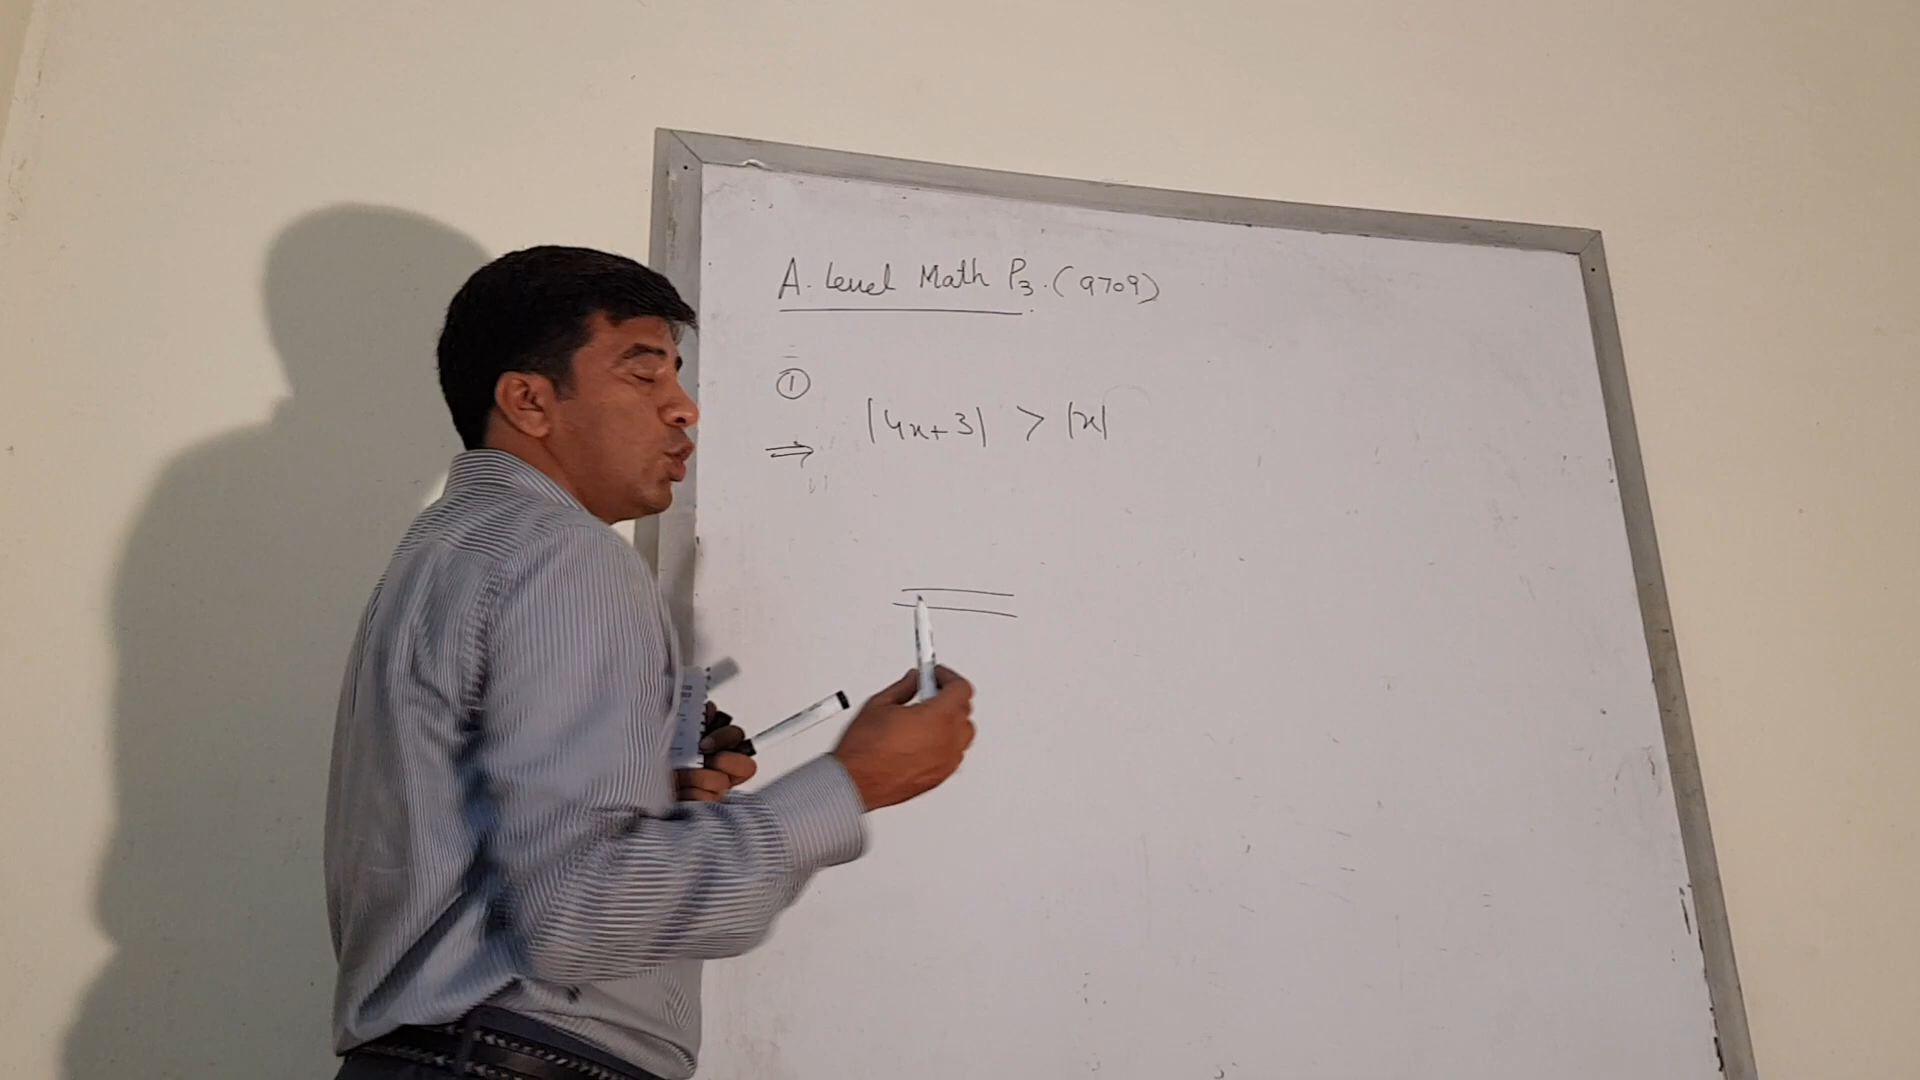 A. Level Math P3. (9709)
①
|4x+3| > |x|
⇒